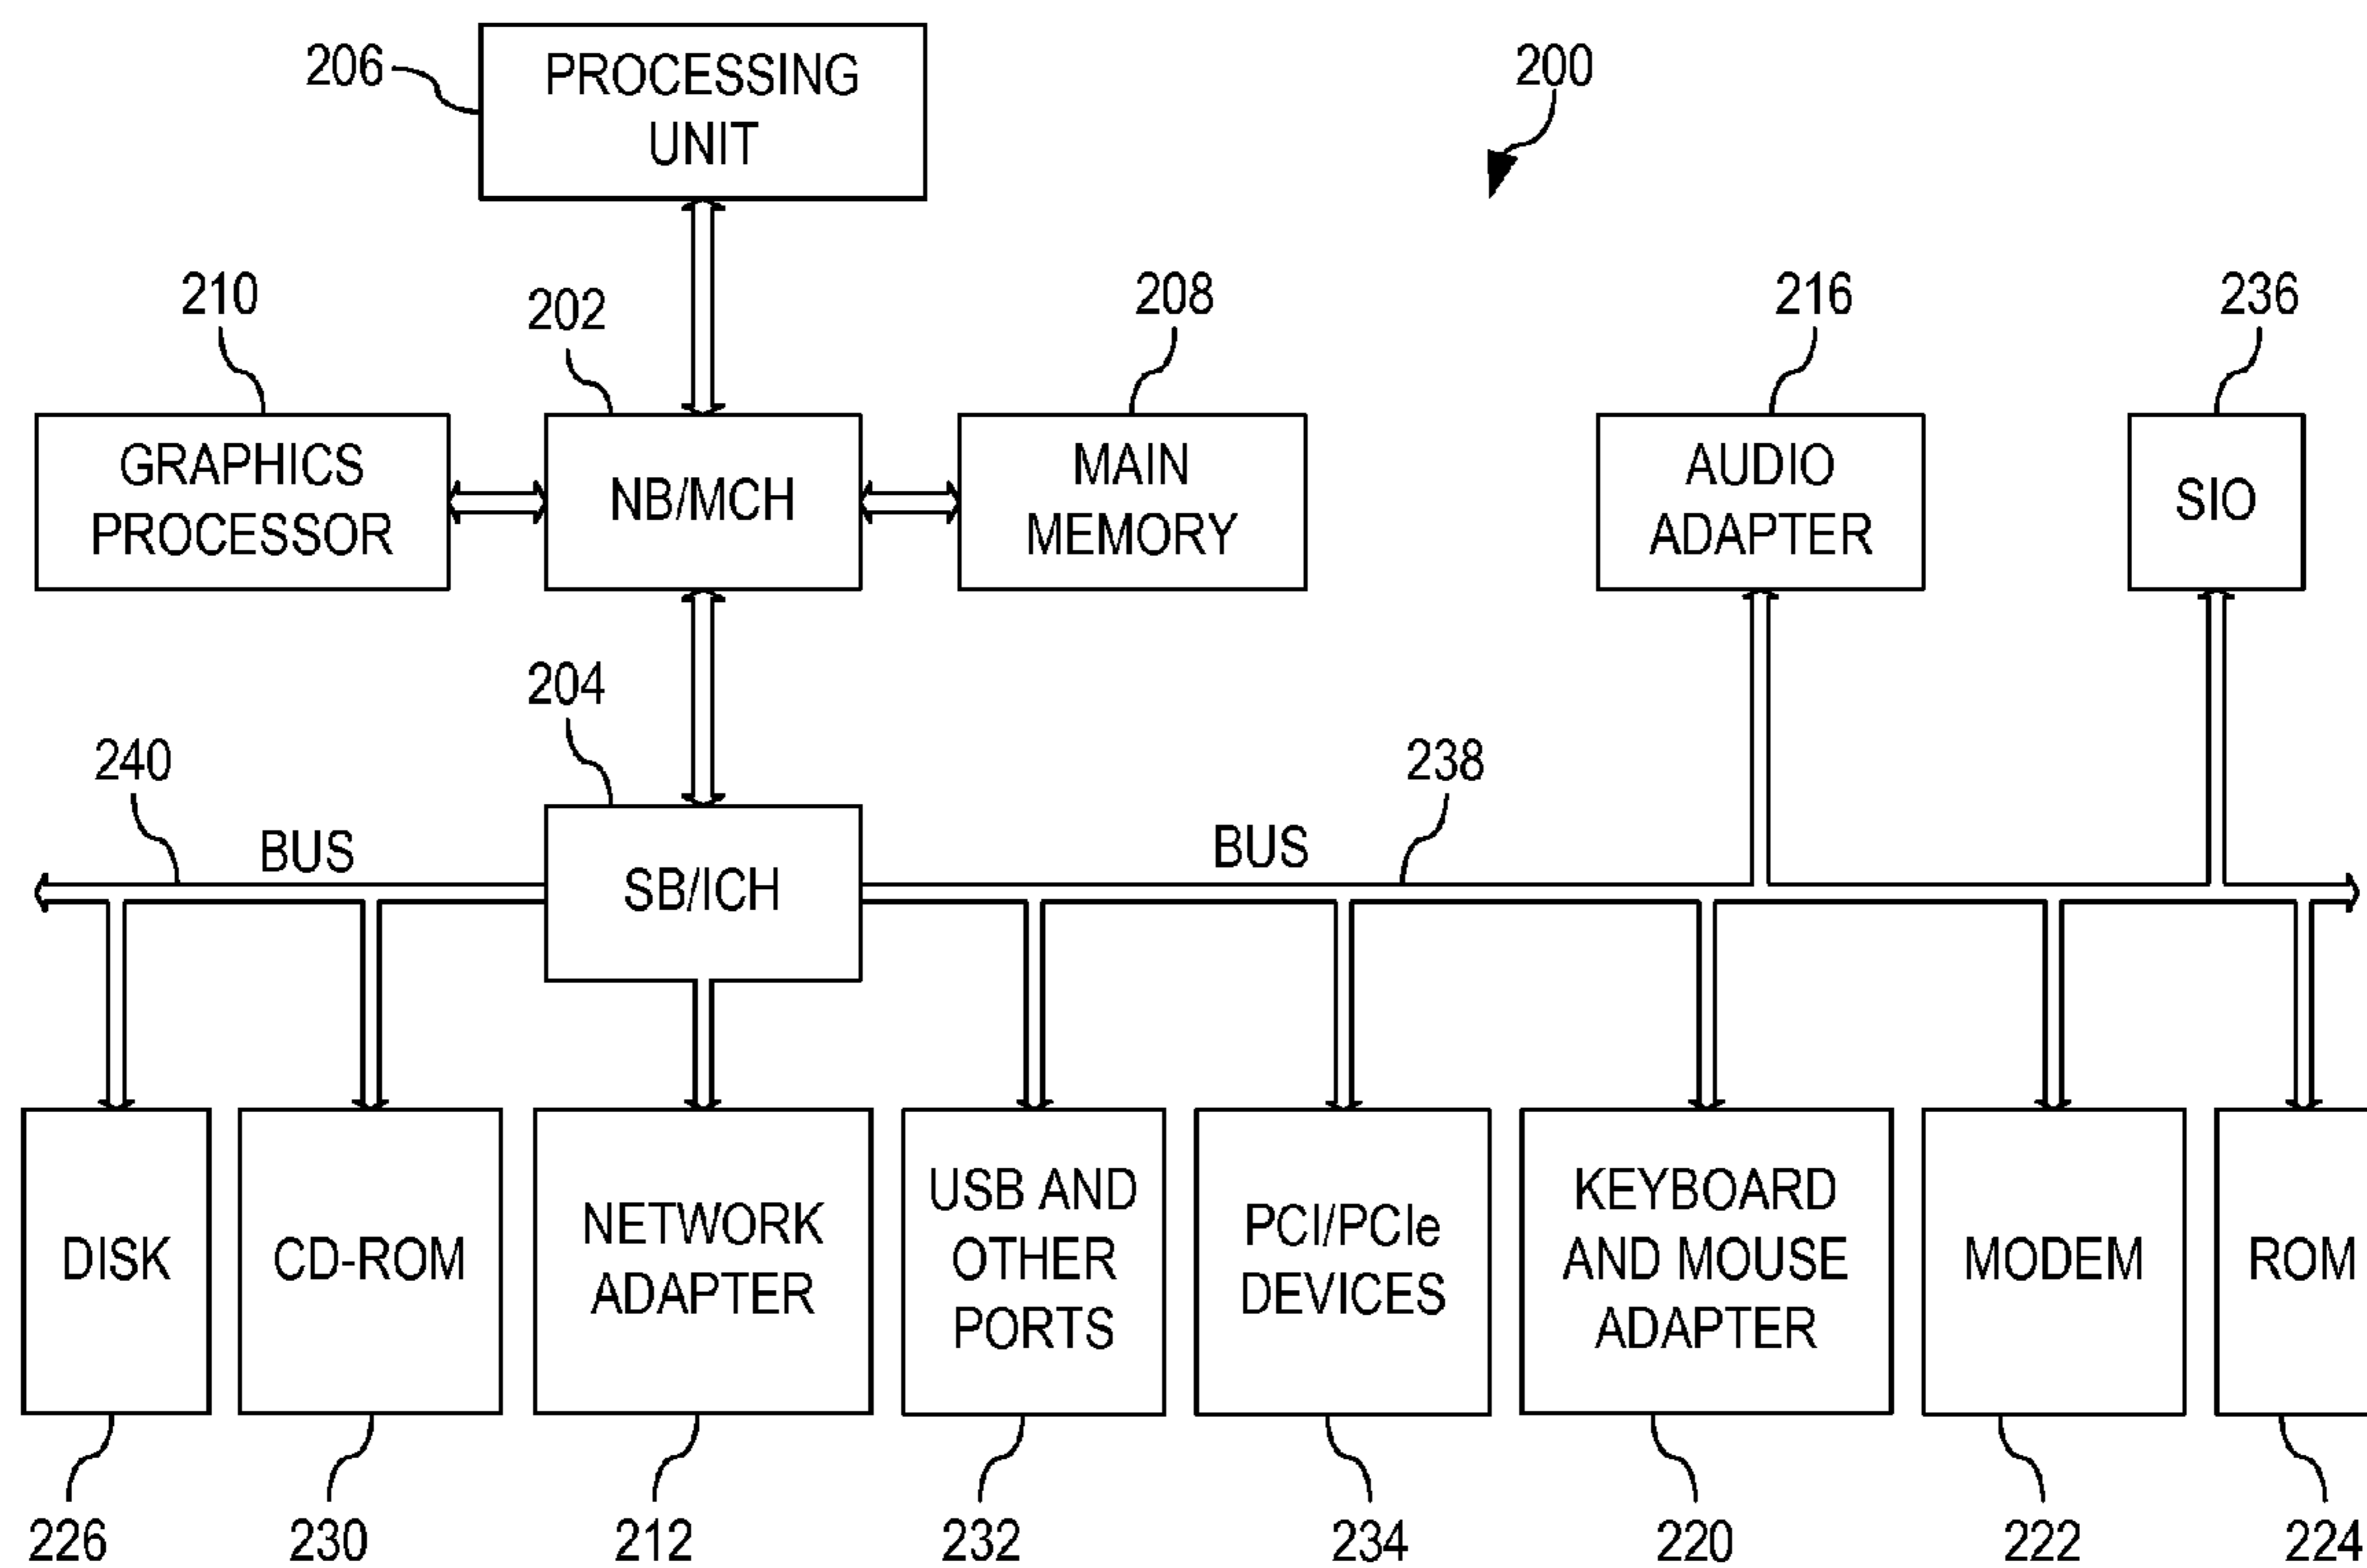 206
PROCESSING
UNIT
200
210
202
208
216
236
GRAPHICS
PROCESSOR
NB/MCH
MAIN
MEMORY
AUDIO
ADAPTER
SIO
204
240
238
BUS
SB/ICH
BUS
DISK
CD-ROM
NETWORK
ADAPTER
USB AND
OTHER
PORTS
PCI/PCIe
DEVICES
KEYBOARD
AND MOUSE
ADAPTER
MODEM
ROM
226
230
212
232
234
220
222
224